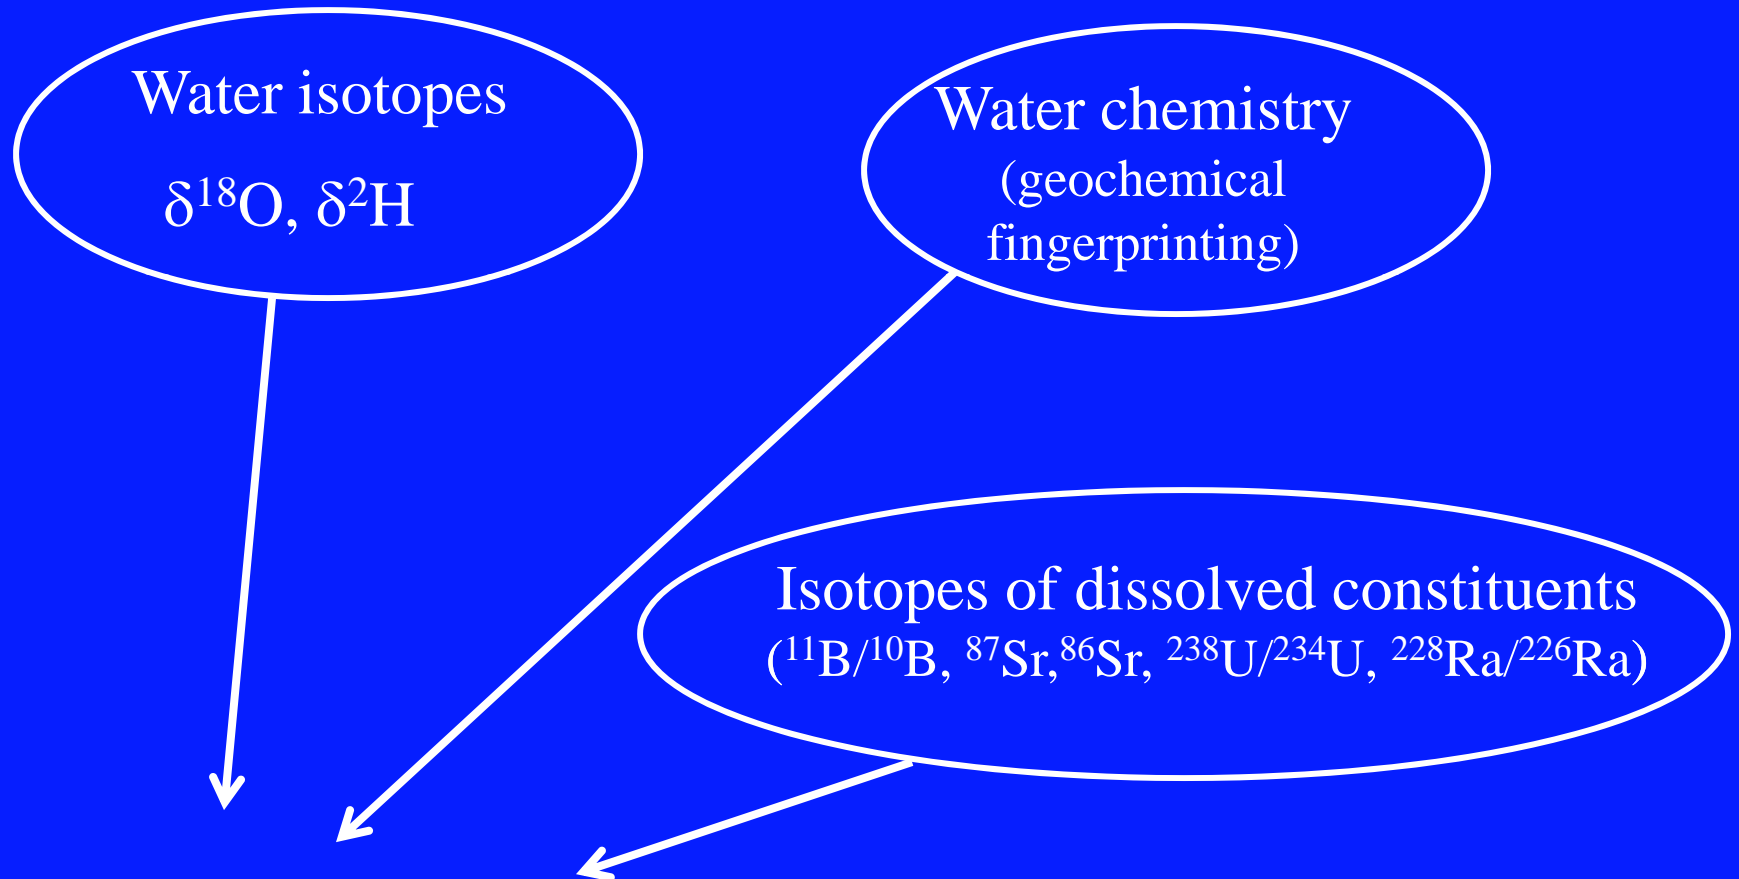 Water isotopes
δ¹⁸O, δ²H
Water chemistry
(geochemical
fingerprinting)
Isotopes of dissolved constituents
(¹¹B/¹⁰B, ⁸⁷Sr,⁸⁶Sr, ²³⁸U/²³⁴U, ²²⁸Ra/²²⁶Ra)